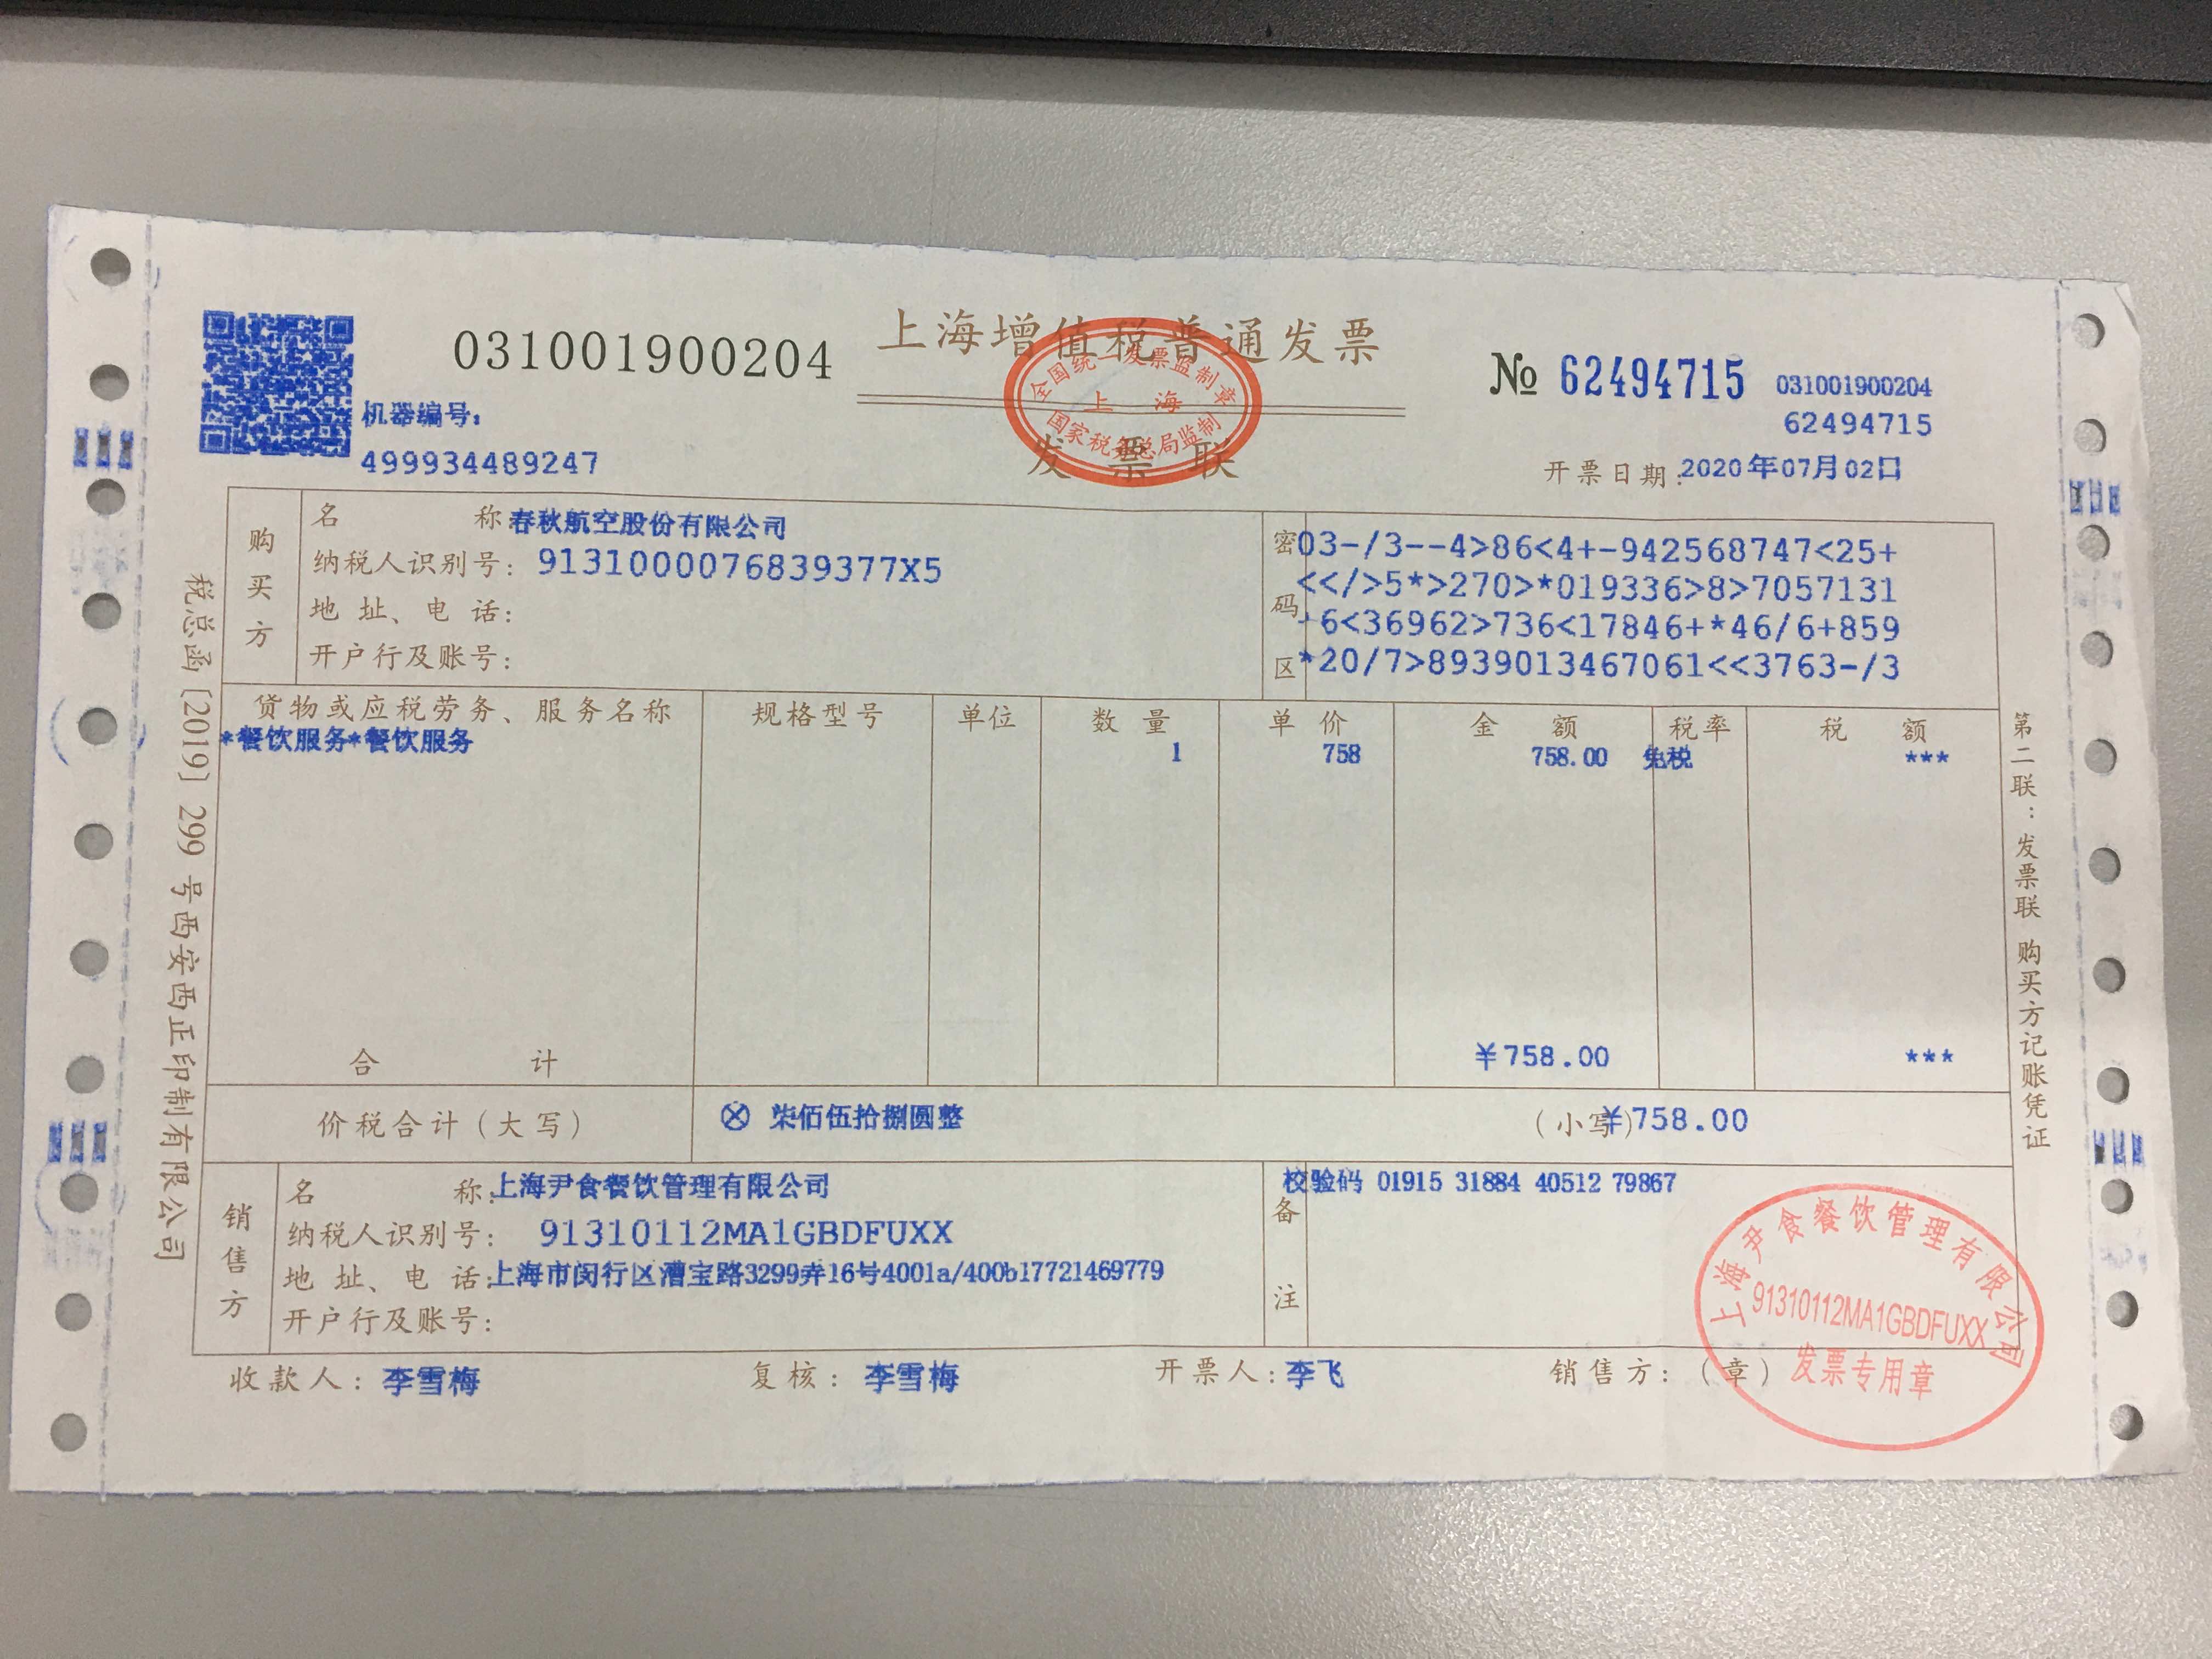 031001900204
上海增值税普通发票
发票联
№ 62494715
031001900204
62494715
机器编号:
499934489247
开票日期:2020年07月02日
全国统一发票监制章
上海
国家税务总局监制
购买方
名称:春秋航空股份有限公司
纳税人识别号:913100007683937 7X5
地址、电话:
开户行及账号:
密码区
03-/3--4>86<4+-942568747<25+
<</>5*>270>*019336>8>7057131
+6<36962>736<17846+*46/6+859
*20/7>8939013467061<<3763-/3
货物或应税劳务、服务名称 规格型号 单位 数量 单价 金额 税率 税额
*餐饮服务*餐饮服务 1 758 758.00 免税 ***
合计 ¥758.00 ***
价税合计(大写) ⊗ 柒佰伍拾捌圆整 (小写)¥758.00
销售方
名称:上海尹食餐饮管理有限公司
纳税人识别号:91310112MA1GBDFUXX
地址、电话:上海市闵行区漕宝路3299弄16号4001a/400b17721469779
开户行及账号:
备注
校验码 01915 31884 40512 79867
收款人:李雪梅 复核:李雪梅 开票人:李飞 销售方:(章)
上海尹食餐饮管理有限公司
91310112MA1GBDFUXX
发票专用章
第二联:发票联 购买方记账凭证
〔2019〕299号西安西正印制有限公司